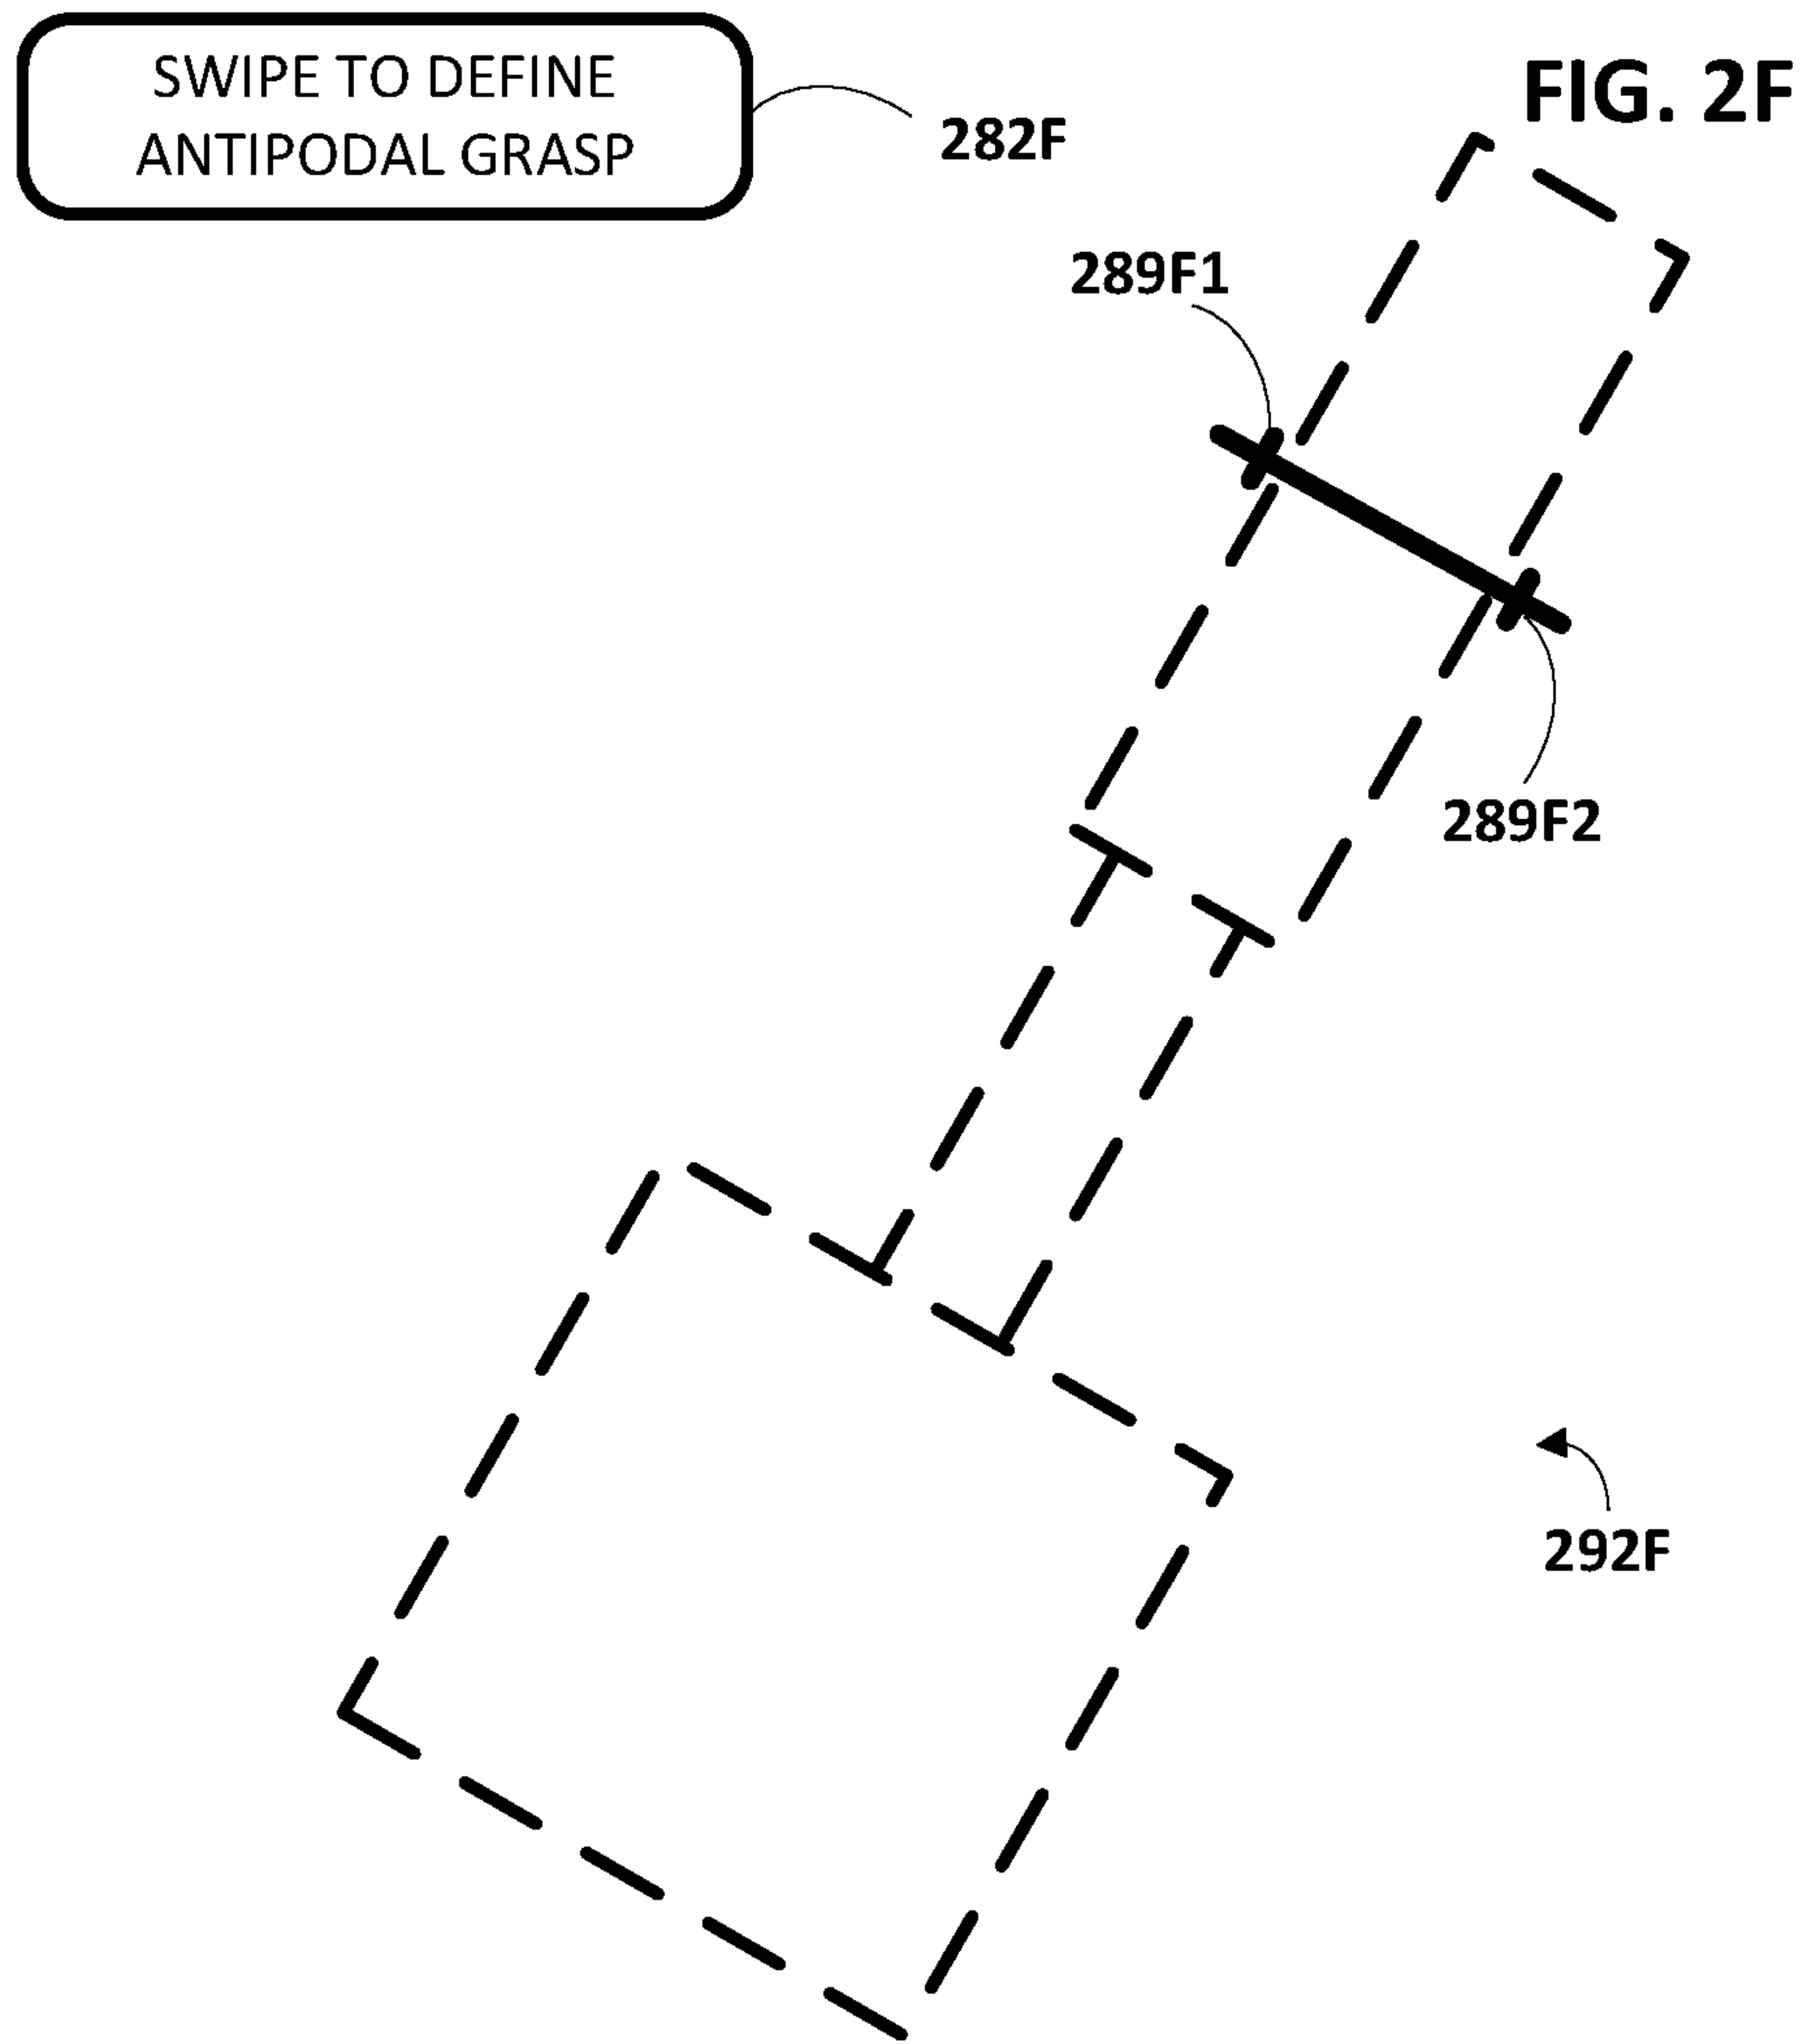 SWIPE TO DEFINE
ANTIPODAL GRASP
282F
FIG. 2F
289F1
289F2
292F